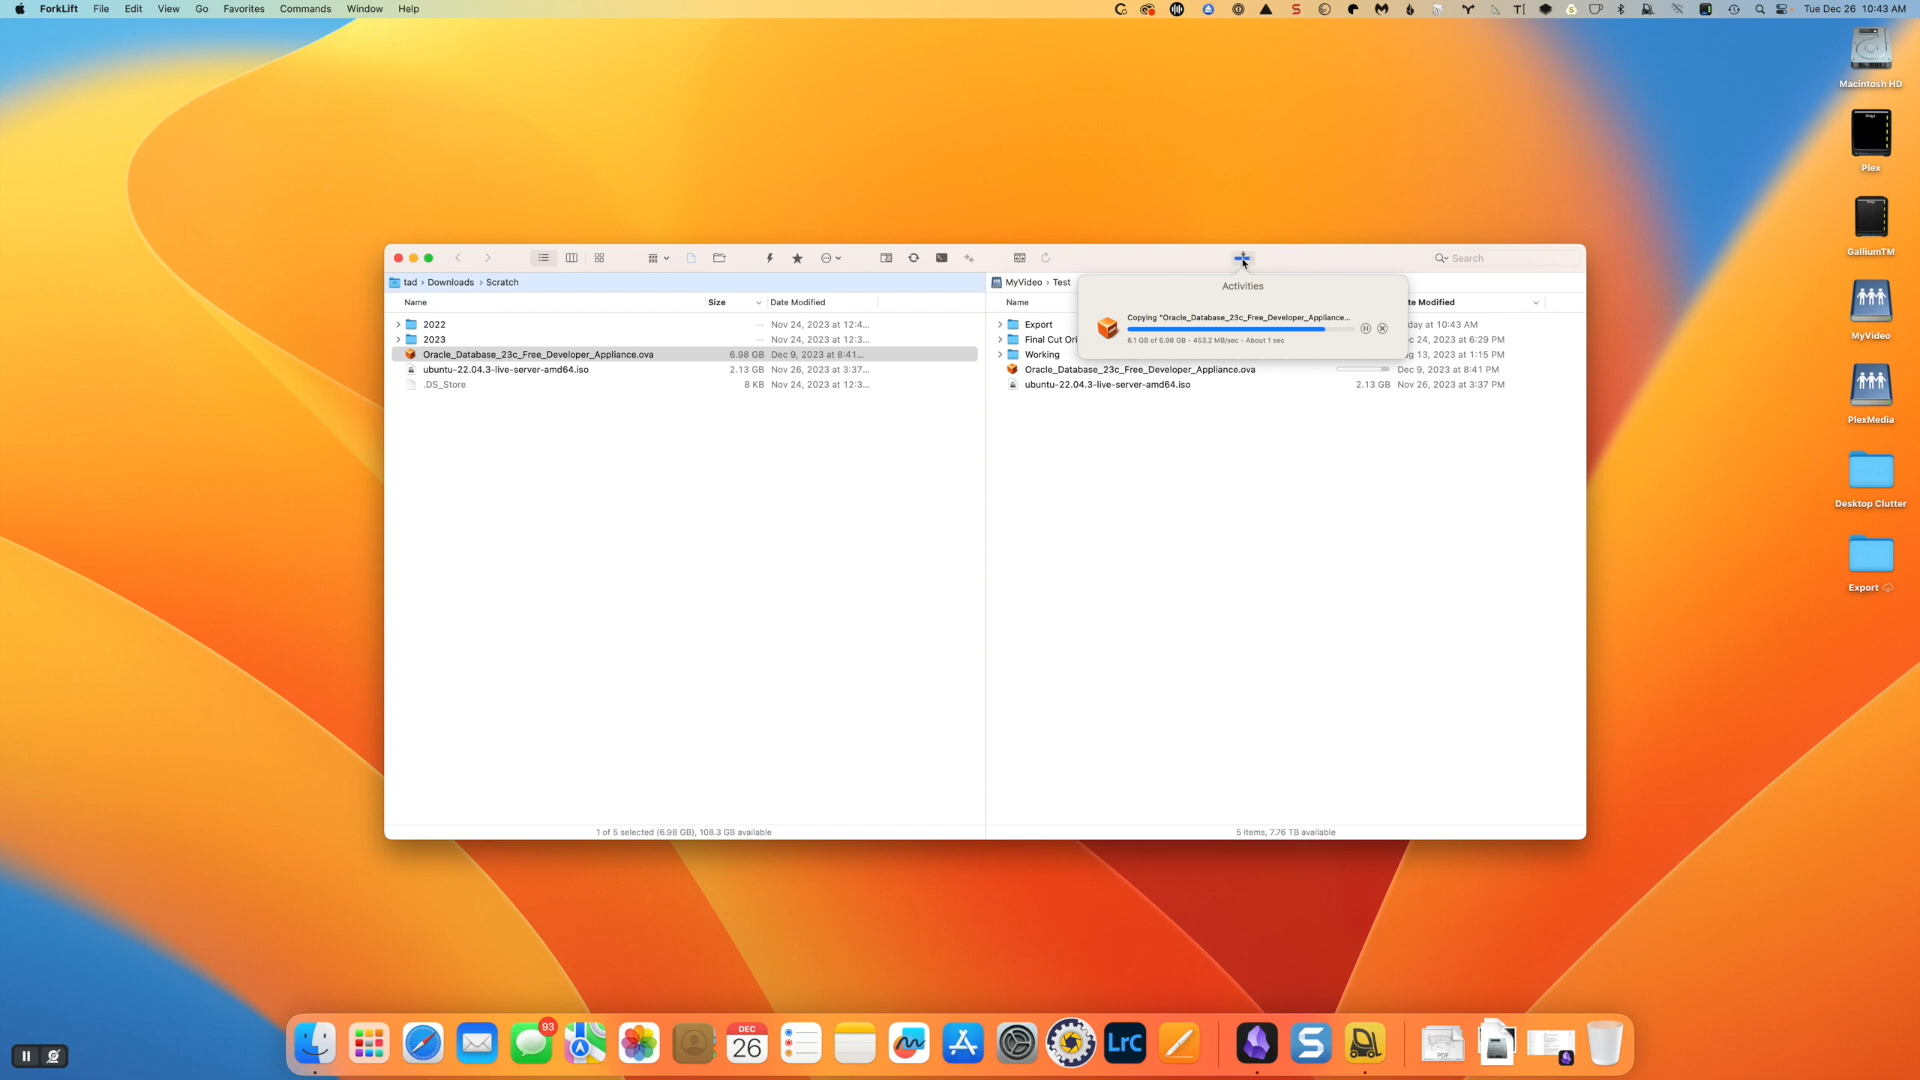 ForkLift File Edit View Go Favorites Commands Window Help
Tue Dec 26 10:43 AM
Macintosh HD
Plex
GalliumTM
MyVideo
PlexMedia
Desktop Clutter
Export
Search
tad › Downloads › Scratch
Name Size Date Modified
2022 -- Nov 24, 2023 at 12:4...
2023 -- Nov 24, 2023 at 12:3...
Oracle_Database_23c_Free_Developer_Appliance.ova 6.98 GB Dec 9, 2023 at 8:41...
ubuntu-22.04.3-live-server-amd64.iso 2.13 GB Nov 26, 2023 at 3:37...
.DS_Store 8 KB Nov 24, 2023 at 12:3...
1 of 5 selected (6.98 GB), 108.3 GB available
MyVideo › Test
Name te Modified
Export day at 10:43 AM
Final Cut Ori c 24, 2023 at 6:29 PM
Working g 13, 2023 at 1:15 PM
Oracle_Database_23c_Free_Developer_Appliance.ova Dec 9, 2023 at 8:41 PM
ubuntu-22.04.3-live-server-amd64.iso 2.13 GB Nov 26, 2023 at 3:37 PM
5 items, 7.76 TB available
Activities
Copying "Oracle_Database_23c_Free_Developer_Appliance...
6.1 GB of 6.98 GB - 453.2 MB/sec - About 1 sec
93
DEC
26
LrC
PDF